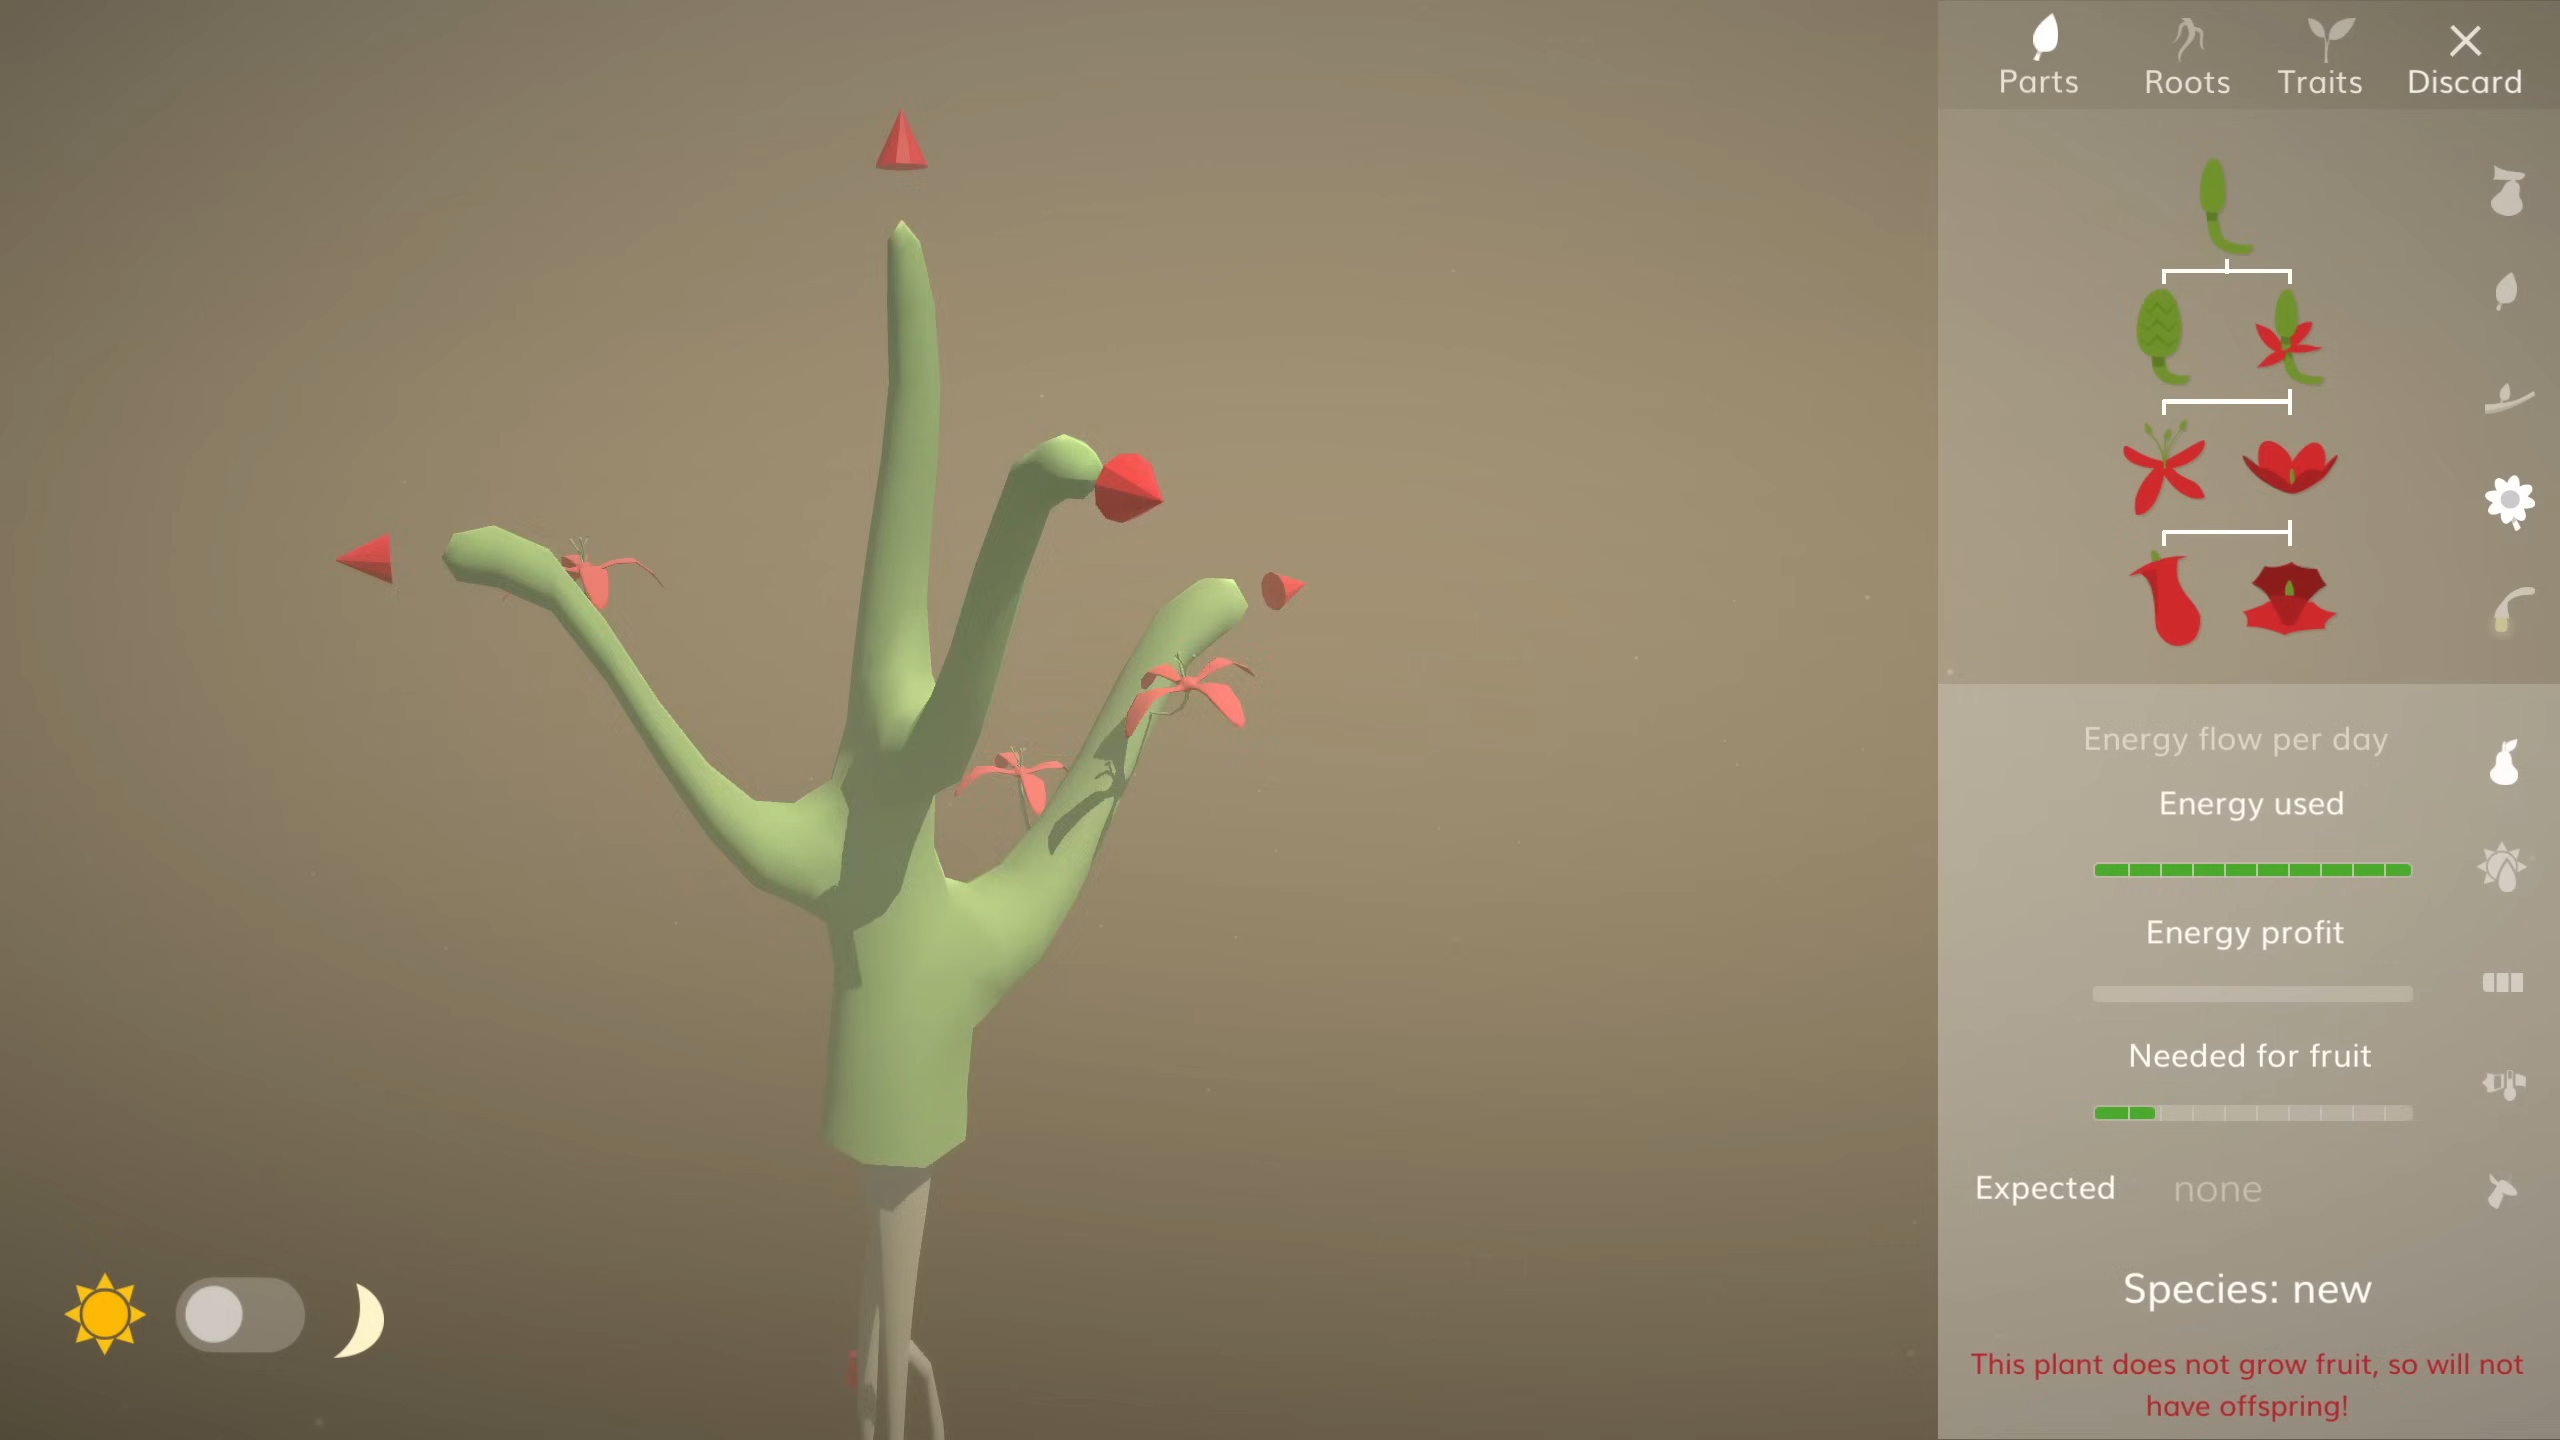 Parts Roots Traits Discard
Energy flow per day
Energy used
Energy profit
Needed for fruit
Expected none
Species: new
This plant does not grow fruit, so will not
have offspring!